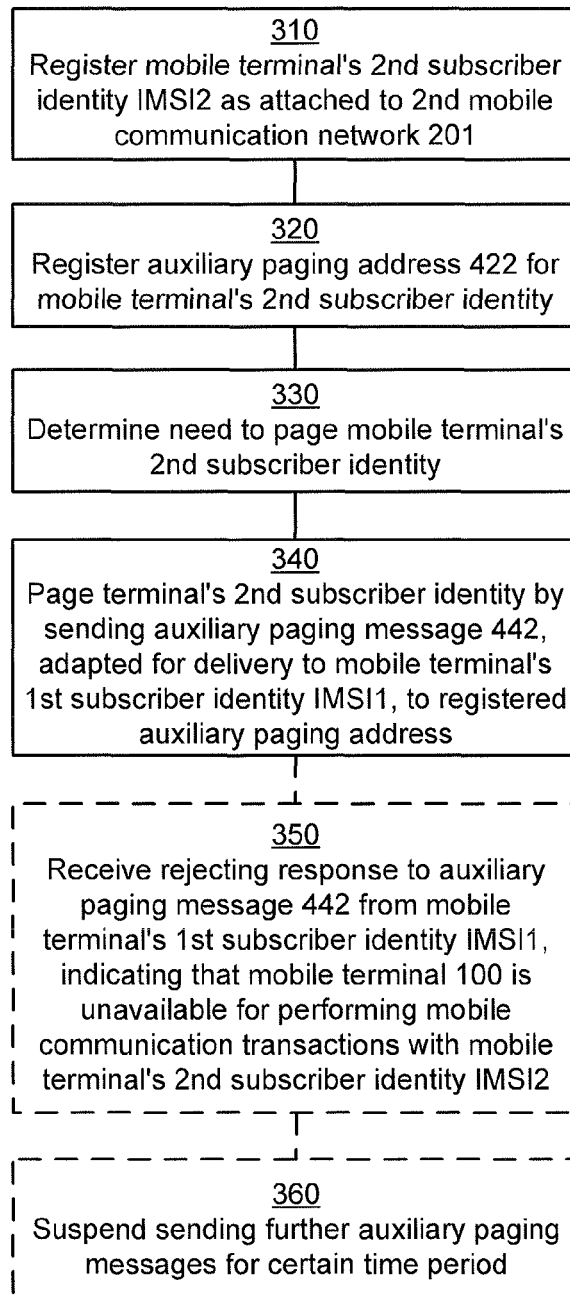 310
Register mobile terminal's 2nd subscriber
identity IMSI2 as attached to 2nd mobile
communication network 201
320
Register auxiliary paging address 422 for
mobile terminal's 2nd subscriber identity
330
Determine need to page mobile terminal's
2nd subscriber identity
340
Page terminal's 2nd subscriber identity by
sending auxiliary paging message 442,
adapted for delivery to mobile terminal's
1st subscriber identity IMSI1, to registered
auxiliary paging address
350
Receive rejecting response to auxiliary
paging message 442 from mobile
terminal's 1st subscriber identity IMSI1,
indicating that mobile terminal 100 is
unavailable for performing mobile
communication transactions with mobile
terminal's 2nd subscriber identity IMSI2
360
Suspend sending further auxiliary paging
messages for certain time period